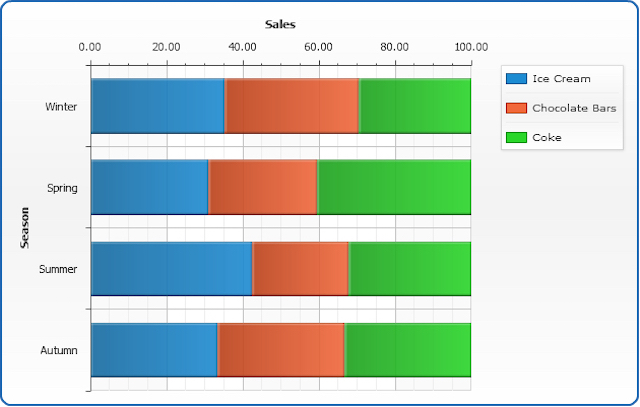 Sales
0.00 20.00 40.00 60.00 80.00 100.00
Ice Cream
Chocolate Bars
Coke
Season
Winter
Spring
Summer
Autumn